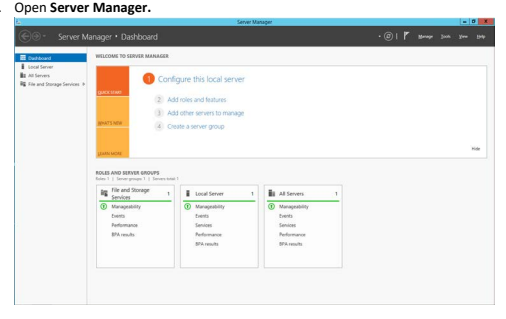 . Open Server Manager.
Server Manager
Server Manager • Dashboard
Manage Tools View Help
Dashboard
Local Server
All Servers
File and Storage Services
WELCOME TO SERVER MANAGER
QUICK START
WHAT'S NEW
LEARN MORE
1 Configure this local server
2 Add roles and features
3 Add other servers to manage
4 Create a server group
Hide
ROLES AND SERVER GROUPS
Roles: 1 | Server groups: 1 | Servers total: 1
File and Storage Services 1
Manageability
Events
Performance
BPA results
Local Server 1
Manageability
Events
Services
Performance
BPA results
All Servers 1
Manageability
Events
Services
Performance
BPA results